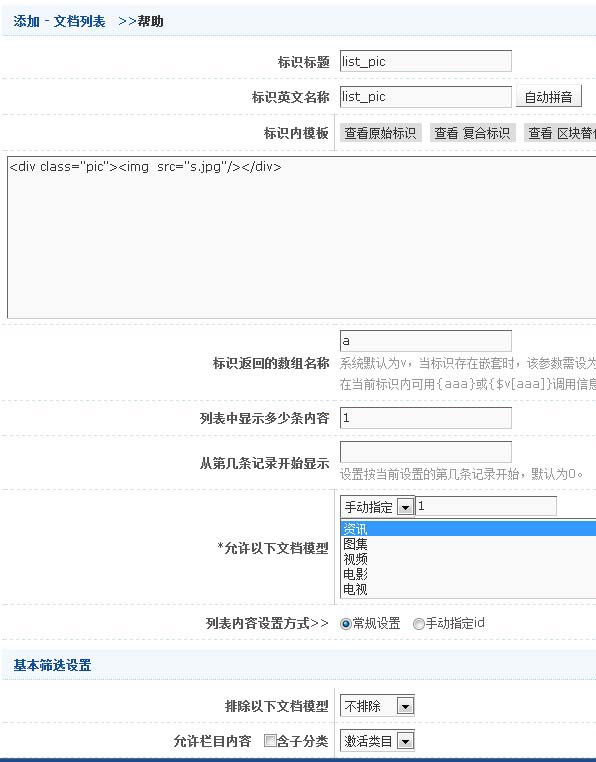 添加 - 文档列表 >>帮助
标识标题 list_pic
标识英文名称 list_pic 自动拼音
标识内模板 查看原始标识 查看 复合标识 查看 区块替
<div class="pic"><img src="s.jpg"/></div>
标识返回的数组名称 a
系统默认为v，当标识存在嵌套时，该参数需设为
在当前标识内可用{aaa}或{$v[aaa]}调用信息
列表中显示多少条内容 1
从第几条记录开始显示
设置按当前设置的第几条记录开始，默认为0。
*允许以下文档模型 手动指定 1
资讯
图集
视频
电影
电视
列表内容设置方式>> 常规设置 手动指定id
基本筛选设置
排除以下文档模型 不排除
允许栏目内容 含子分类 激活类目